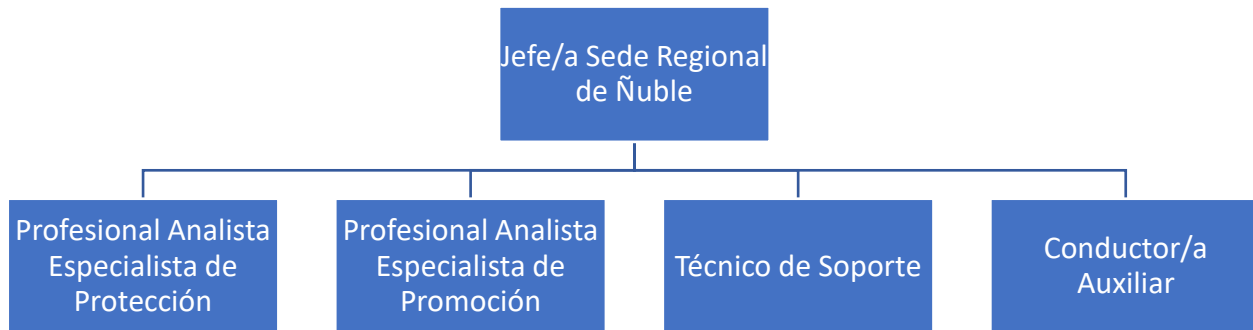 Jefe/a Sede Regional
de Ñuble
Profesional Analista
Especialista de
Protección
Profesional Analista
Especialista de
Promoción
Técnico de Soporte
Conductor/a
Auxiliar